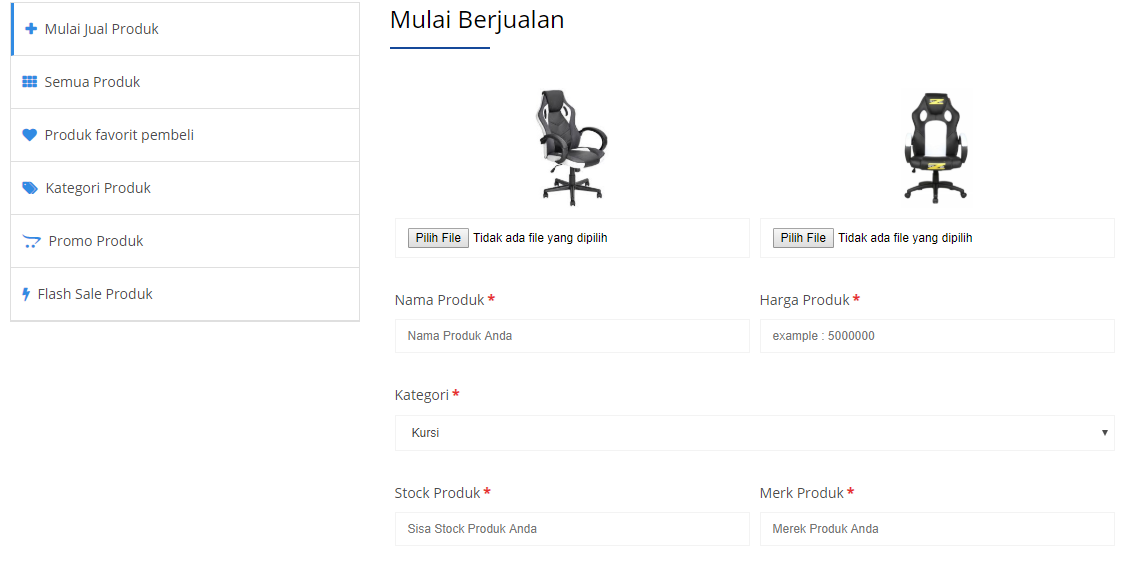 Mulai Jual Produk
Semua Produk
Produk favorit pembeli
Kategori Produk
Promo Produk
Flash Sale Produk
Mulai Berjualan
Pilih File Tidak ada file yang dipilih
Pilih File Tidak ada file yang dipilih
Nama Produk *
Harga Produk *
Nama Produk Anda
example : 5000000
Kategori *
Kursi
Stock Produk *
Merk Produk *
Sisa Stock Produk Anda
Merek Produk Anda